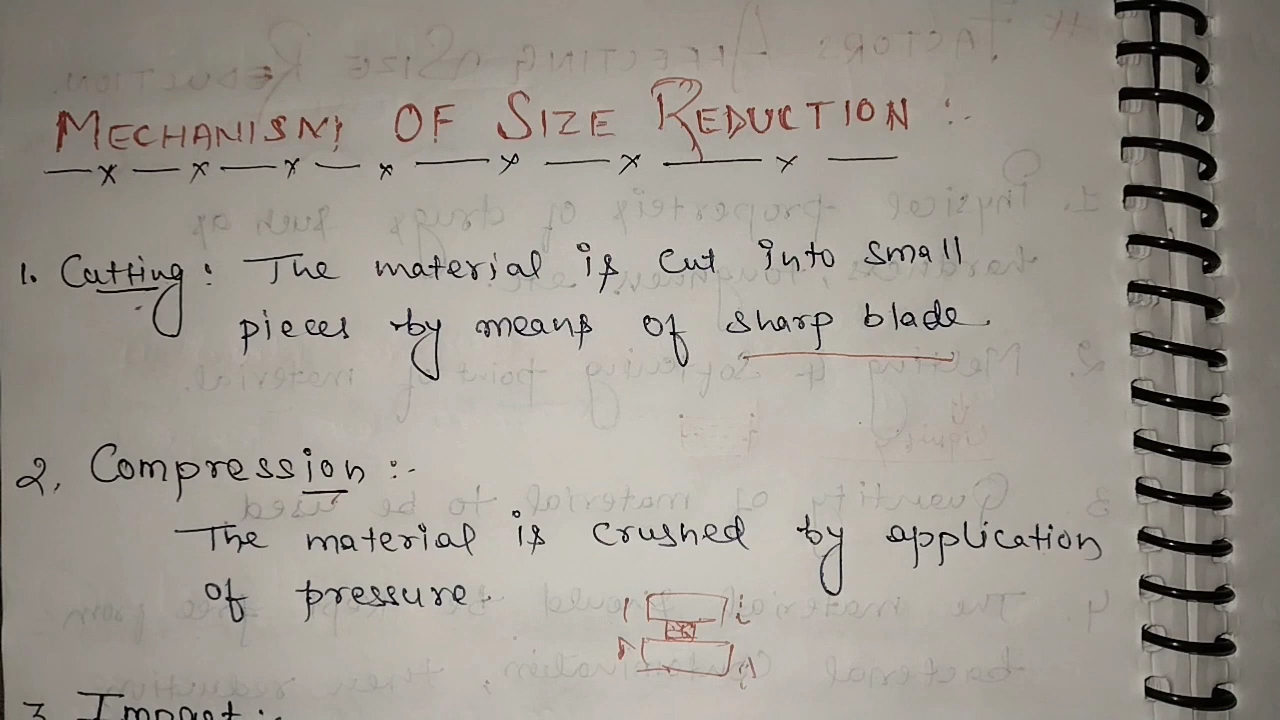 MECHANISMS OF SIZE REDUCTION :-
1. Cutting : The material is cut into small
pieces by means of sharp blade.
2. Compression :-
The material is crushed by application
of pressure.
3. Impact :-